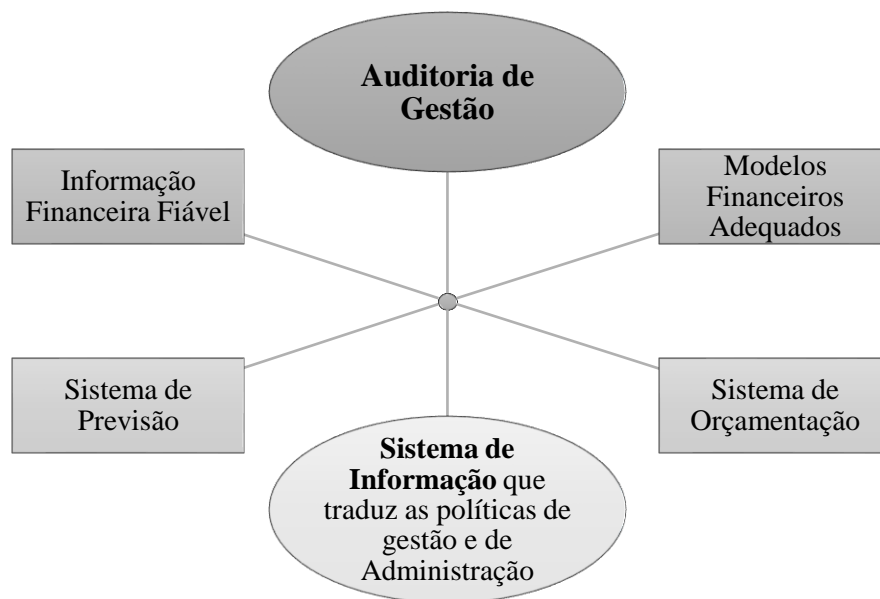 Auditoria de
Gestão
Informação
Financeira Fiável
Modelos
Financeiros
Adequados
Sistema de
Previsão
Sistema de
Orçamentação
Sistema de
Informação que
traduz as políticas de
gestão e de
Administração